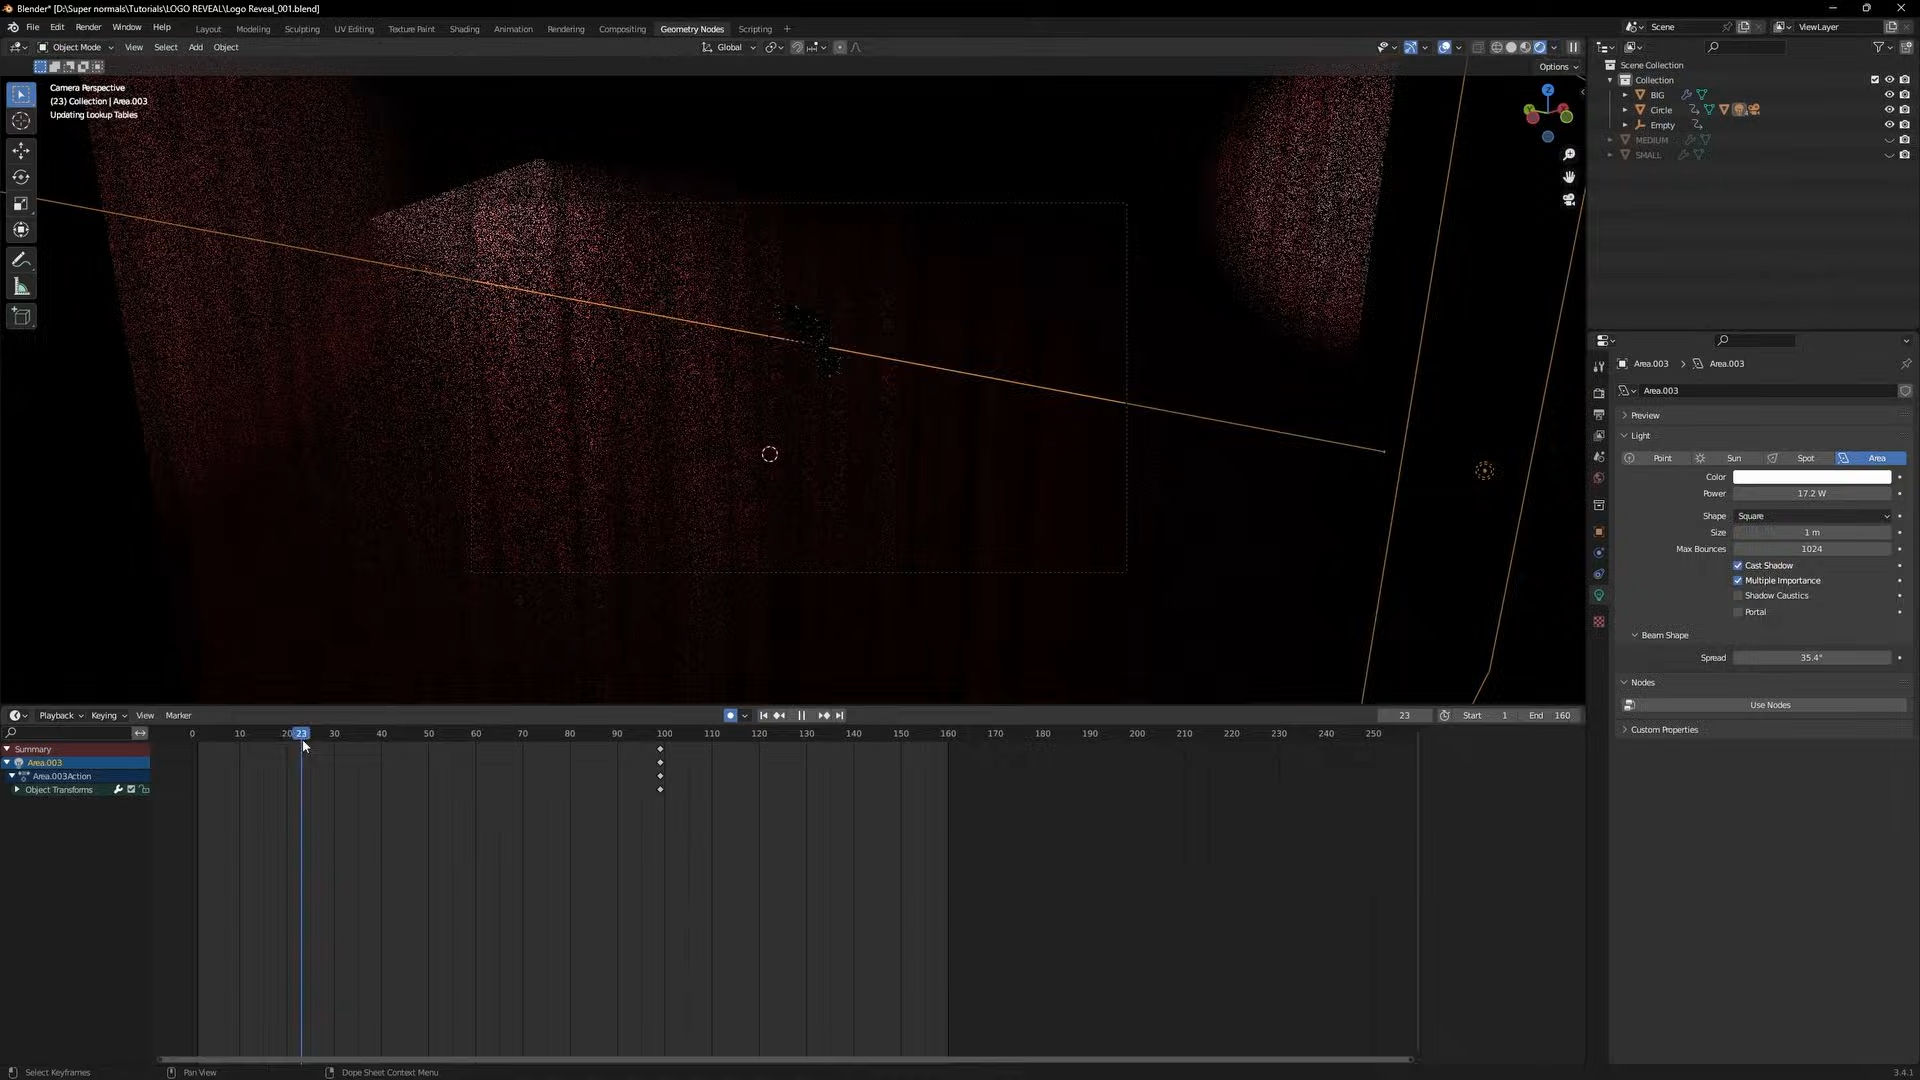 Blender* [D:\Super normals\Tutorials\LOGO REVEAL\Logo Reveal_001.blend]
File Edit Render Window Help Layout Modeling Sculpting UV Editing Texture Paint Shading Animation Rendering Compositing Geometry Nodes Scripting + Scene ViewLayer
Object Mode View Select Add Object Global
Options
Camera Perspective
(23) Collection | Area.003
Updating Lookup Tables
Z
Y
Scene Collection
Collection
BIG
Circle
Empty
MEDIUM
SMALL
Area.003 > Area.003
Area.003
Preview
Light
Point Sun Spot Area
Color
Power 17.2 W
Shape Square
Size 1 m
Max Bounces 1024
Cast Shadow
Multiple Importance
Shadow Caustics
Portal
Beam Shape
Spread 35.4°
Nodes
Use Nodes
Custom Properties
Playback Keying View Marker 23 Start 1 End 160
0 10 20 23 30 40 50 60 70 80 90 100 110 120 130 140 150 160 170 180 190 200 210 220 230 240 250
Summary
Area.003
Area.003Action
Object Transforms
Select Keyframes Pan View Dope Sheet Context Menu 3.4.1